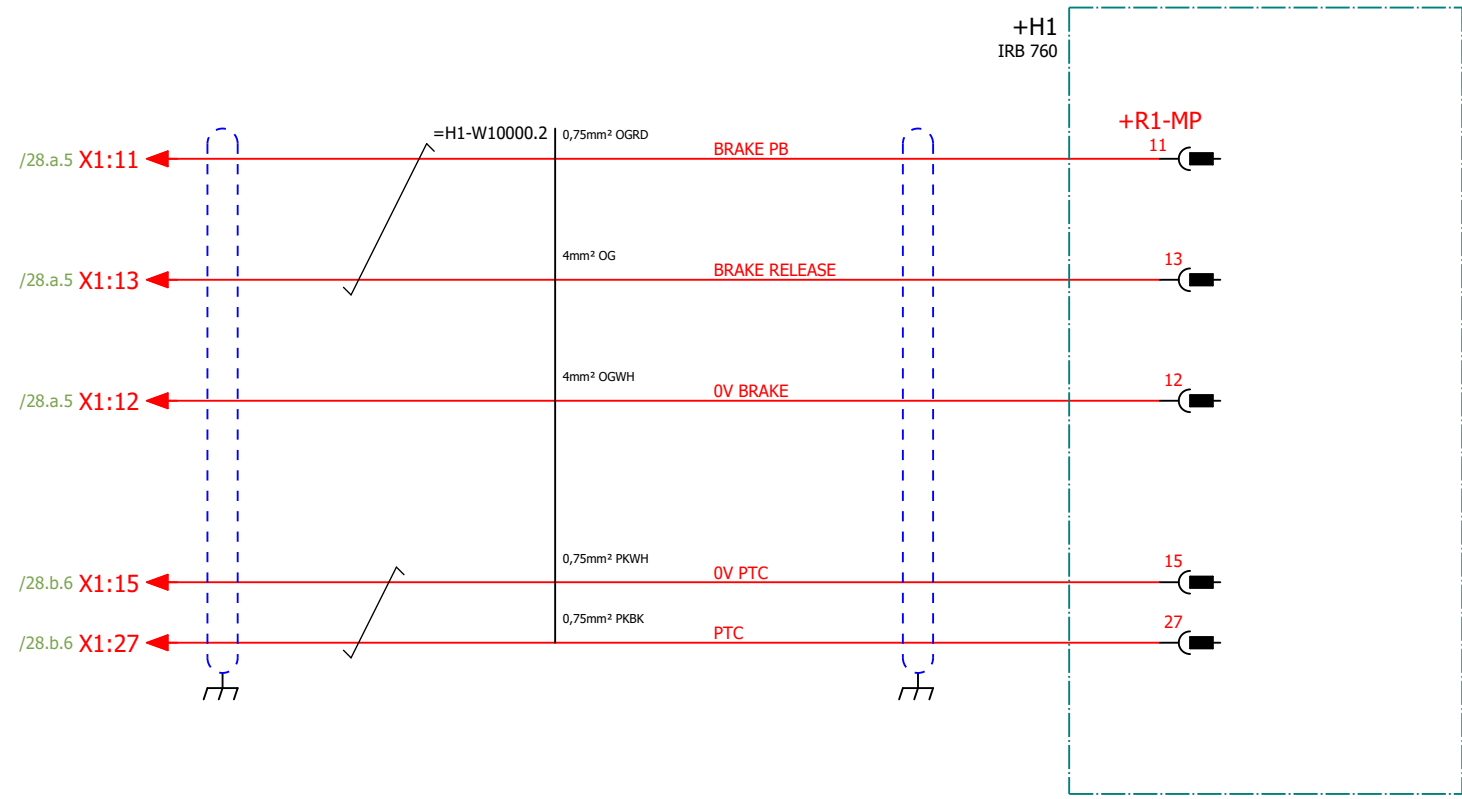 +H1
IRB 760
=H1-W10000.2
0,75mm² OGRD
+R1-MP
/28.a.5 X1:11
BRAKE PB
11
4mm² OG
/28.a.5 X1:13
BRAKE RELEASE
13
4mm² OGWH
/28.a.5 X1:12
0V BRAKE
12
0,75mm² PKWH
/28.b.6 X1:15
0V PTC
15
0,75mm² PKBK
/28.b.6 X1:27
PTC
27